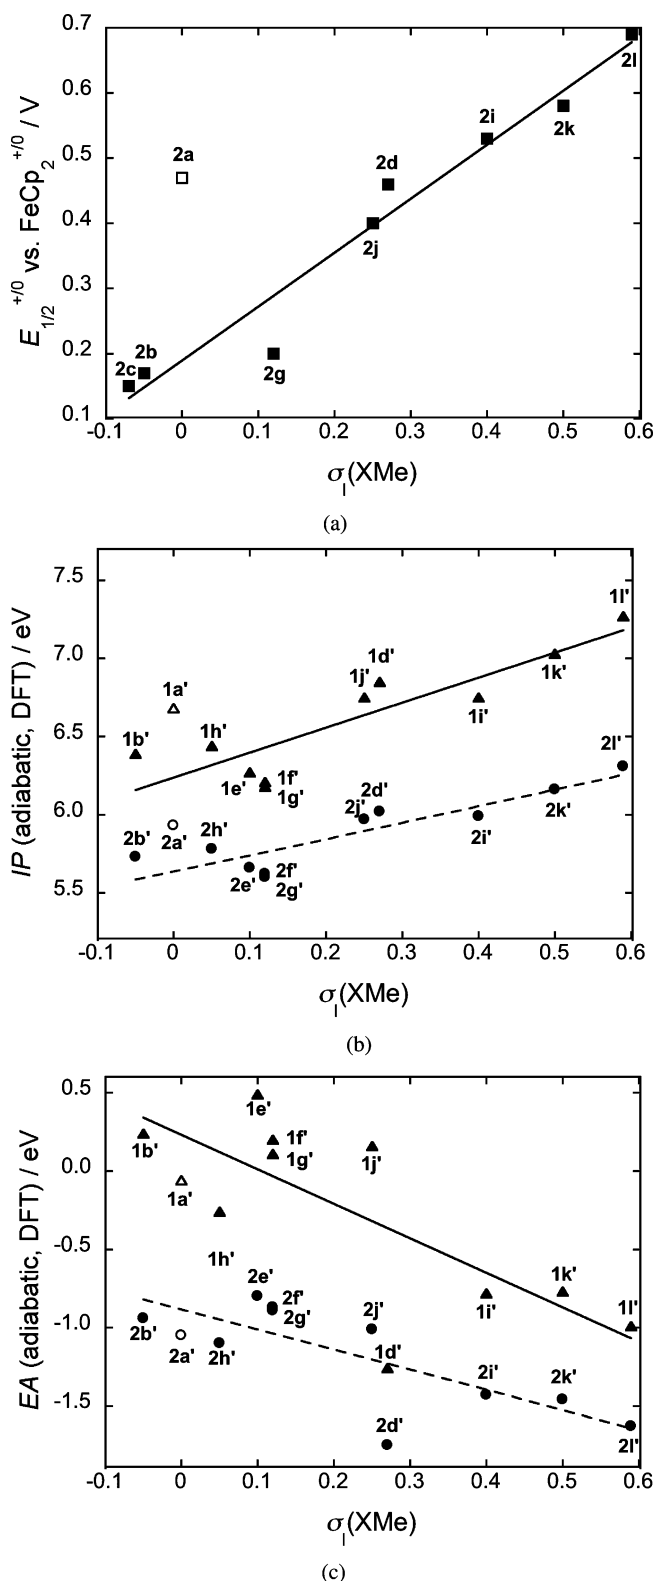 0.7
0.6
0.5
0.4
0.3
0.2
0.1
E1/2+/0 vs. FeCp2+/0 / V
2l
2i
2k
2a
2d
2j
2b
2c
2g
-0.1 0 0.1 0.2 0.3 0.4 0.5 0.6
σI(XMe)
(a)
7.5
7.0
6.5
6.0
5.5
IP (adiabatic, DFT) / eV
1l'
1d'
1j'
1k'
1a'
1i'
1b'
1h'
1e'
1f'
1g'
2l'
2d'
2j'
2k'
2b'
2a'
2h'
2i'
2e'
2f'
2g'
-0.1 0 0.1 0.2 0.3 0.4 0.5 0.6
σI(XMe)
(b)
0.5
0.0
-0.5
-1.0
-1.5
EA (adiabatic, DFT) / eV
1e'
1b'
1f'
1g'
1j'
1a'
1h'
1k'
1i'
1l'
2e'
2f'
2g'
2b'
2a'
2h'
2j'
1d'
2i'
2k'
2d'
2l'
-0.1 0 0.1 0.2 0.3 0.4 0.5 0.6
σI(XMe)
(c)